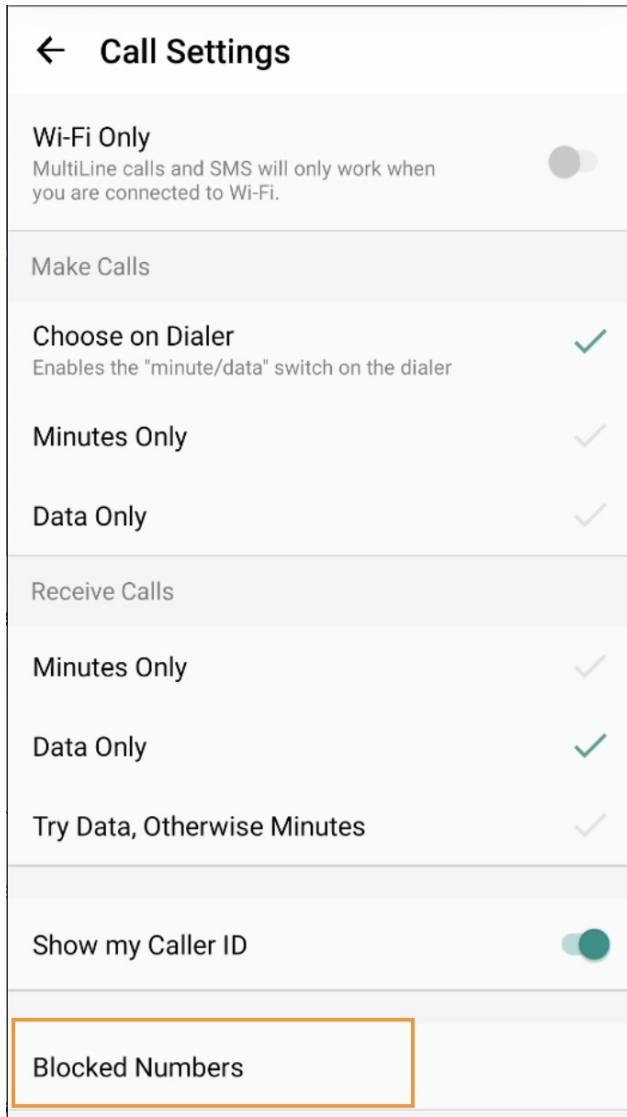 Call Settings
Wi-Fi Only
MultiLine calls and SMS will only work when
you are connected to Wi-Fi.
Make Calls
Choose on Dialer
Enables the "minute/data" switch on the dialer
Minutes Only
Data Only
Receive Calls
Minutes Only
Data Only
Try Data, Otherwise Minutes
Show my Caller ID
Blocked Numbers